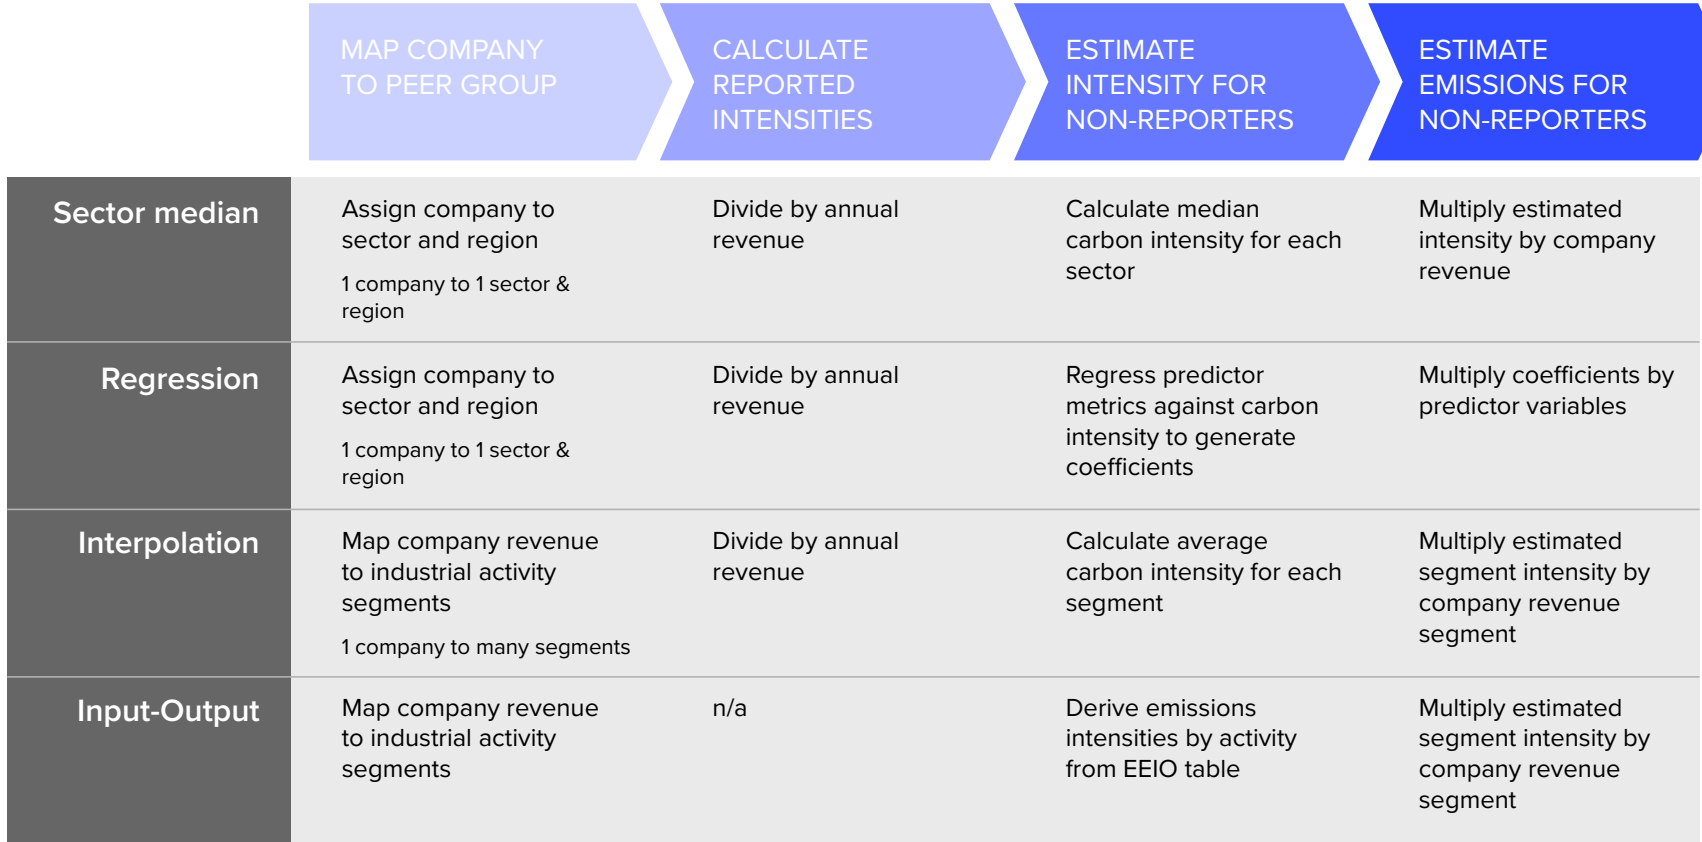 MAP COMPANY
TO PEER GROUP
CALCULATE
REPORTED
INTENSITIES
ESTIMATE
INTENSITY FOR
NON-REPORTERS
ESTIMATE
EMISSIONS FOR
NON-REPORTERS
Sector median
Assign company to
sector and region
1 company to 1 sector &
region
Divide by annual
revenue
Calculate median
carbon intensity for each
sector
Multiply estimated
intensity by company
revenue
Regression
Assign company to
sector and region
1 company to 1 sector &
region
Divide by annual
revenue
Regress predictor
metrics against carbon
intensity to generate
coefficients
Multiply coefficients by
predictor variables
Interpolation
Map company revenue
to industrial activity
segments
1 company to many segments
Divide by annual
revenue
Calculate average
carbon intensity for each
segment
Multiply estimated
segment intensity by
company revenue
segment
Input-Output
Map company revenue
to industrial activity
segments
n/a
Derive emissions
intensities by activity
from EEIO table
Multiply estimated
segment intensity by
company revenue
segment